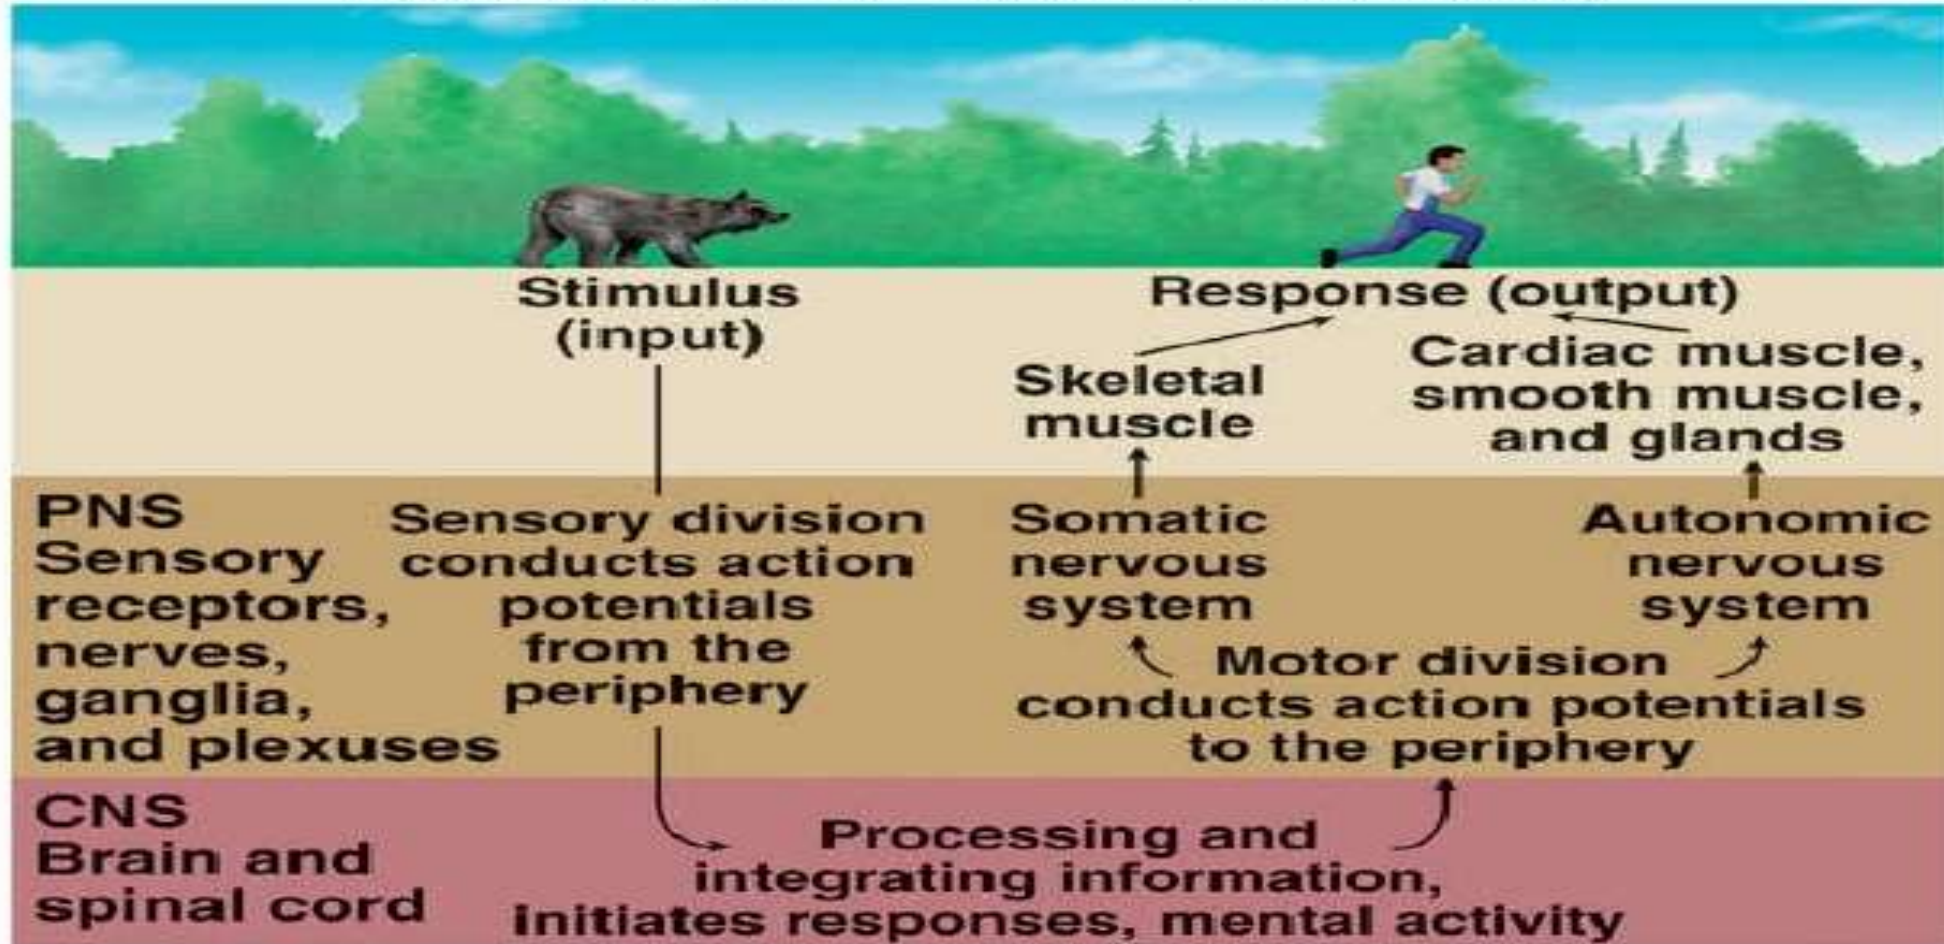 Stimulus
(input)
Response (output)
Skeletal
muscle
Cardiac muscle,
smooth muscle,
and glands
PNS
Sensory
receptors,
nerves,
ganglia,
and plexuses
Sensory division
conducts action
potentials
from the
periphery
Somatic
nervous
system
Autonomic
nervous
system
Motor division
conducts action potentials
to the periphery
CNS
Brain and
spinal cord
Processing and
integrating information,
initiates responses, mental activity